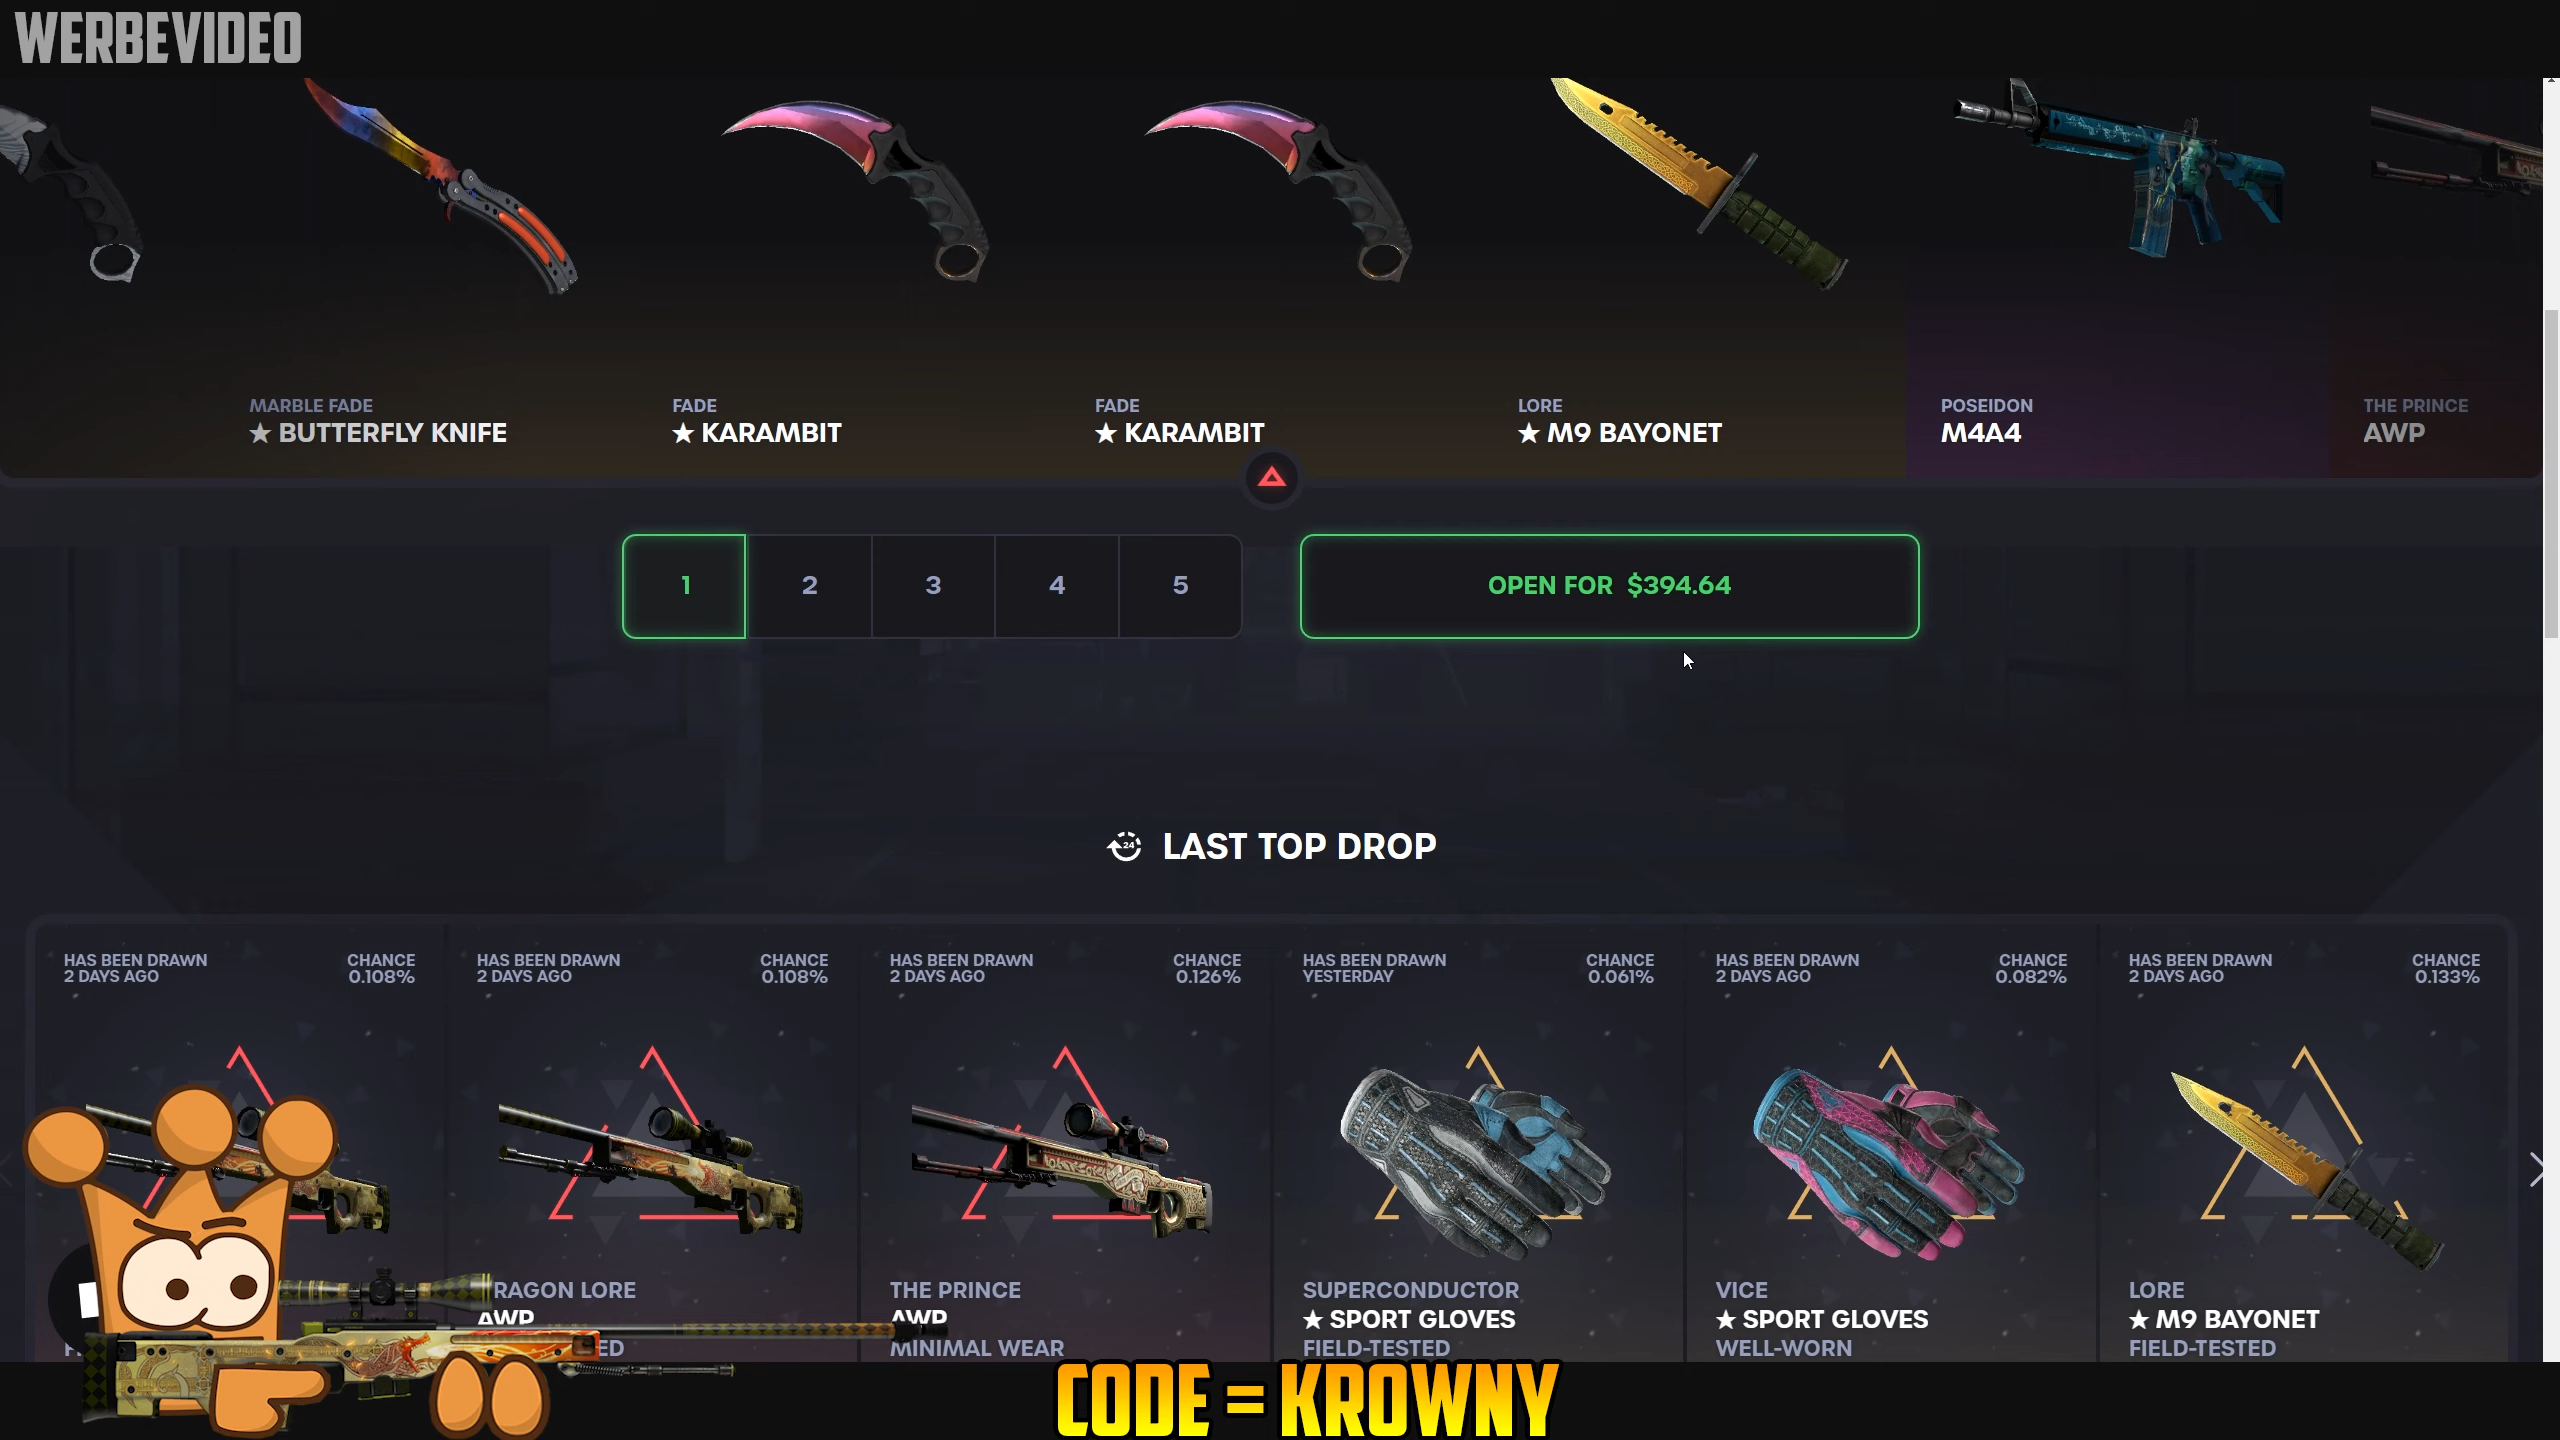 WERBEVIDEO
MARBLE FADE
★ BUTTERFLY KNIFE
FADE
★ KARAMBIT
FADE
★ KARAMBIT
LORE
★ M9 BAYONET
POSEIDON
M4A4
THE PRINCE
AWP
1 2 3 4 5
OPEN FOR $394.64
24 LAST TOP DROP
HAS BEEN DRAWN
2 DAYS AGO
CHANCE
0.108%
HAS BEEN DRAWN
2 DAYS AGO
CHANCE
0.108%
RAGON LORE
AWP
ED
HAS BEEN DRAWN
2 DAYS AGO
CHANCE
0.126%
THE PRINCE
AWP
MINIMAL WEAR
HAS BEEN DRAWN
YESTERDAY
CHANCE
0.061%
SUPERCONDUCTOR
★ SPORT GLOVES
FIELD-TESTED
HAS BEEN DRAWN
2 DAYS AGO
CHANCE
0.082%
VICE
★ SPORT GLOVES
WELL-WORN
HAS BEEN DRAWN
2 DAYS AGO
CHANCE
0.133%
LORE
★ M9 BAYONET
FIELD-TESTED
CODE = KROWNY